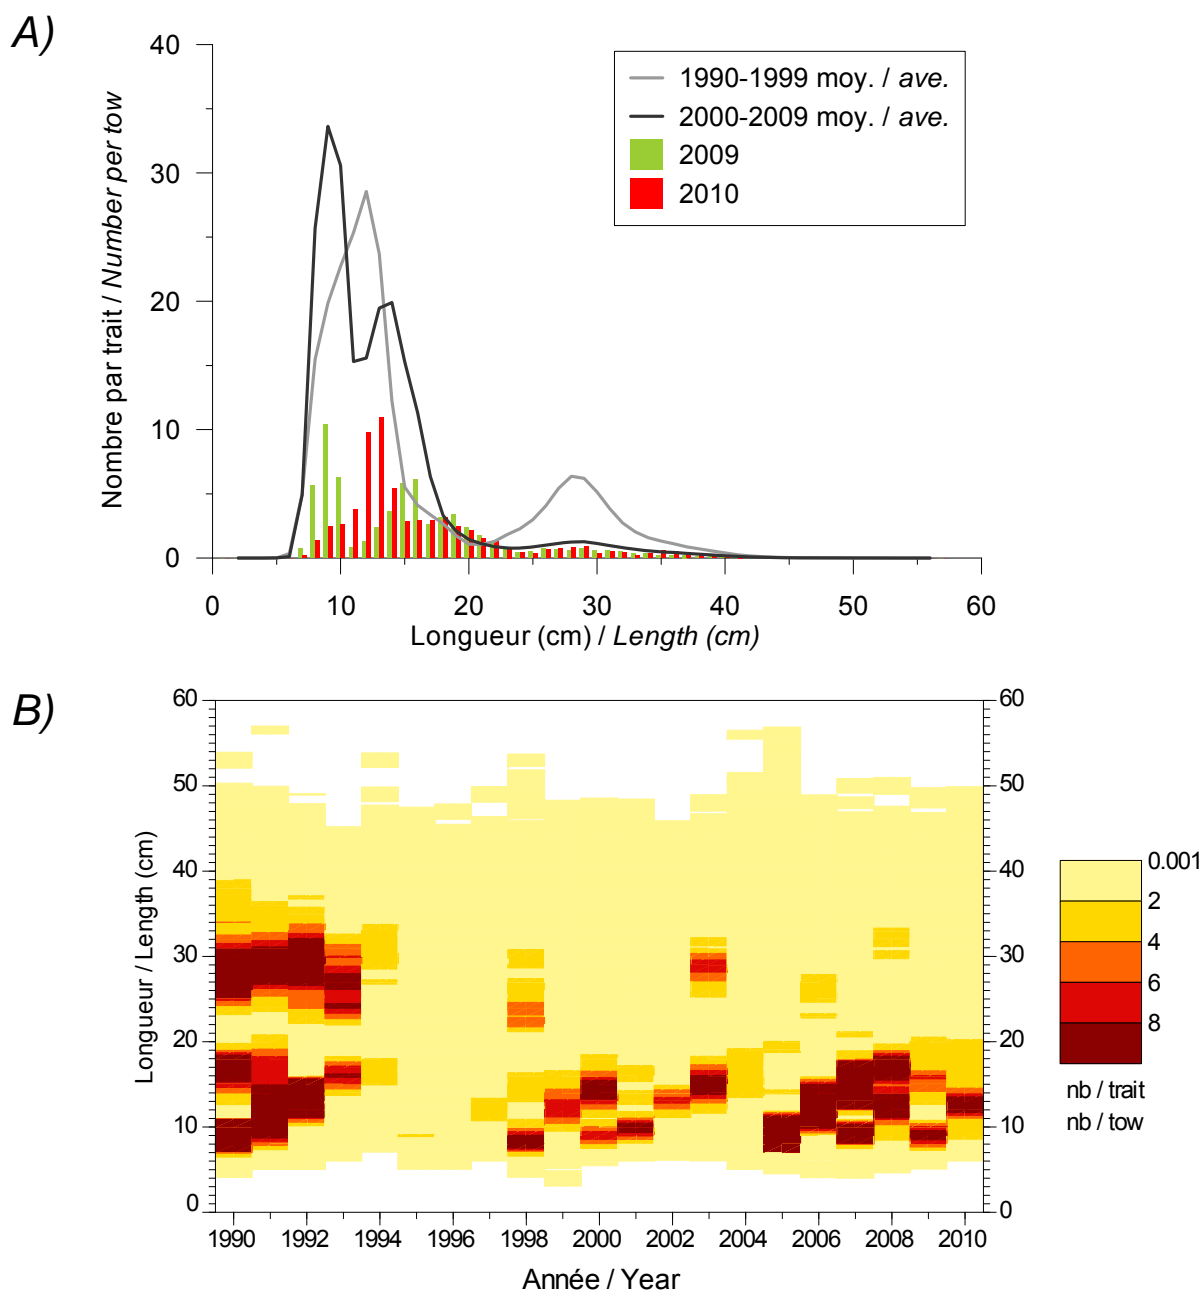 A)
40
30
20
10
0
Nombre par trait / Number per tow
1990-1999 moy. / ave.
2000-2009 moy. / ave.
2009
2010
0 10 20 30 40 50 60
Longueur (cm) / Length (cm)
B)
60
50
40
30
20
10
0
Longueur / Length (cm)
60
50
40
30
20
10
0
0.001
2
4
6
8
nb / trait
nb / tow
1990 1992 1994 1996 1998 2000 2002 2004 2006 2008 2010
Année / Year